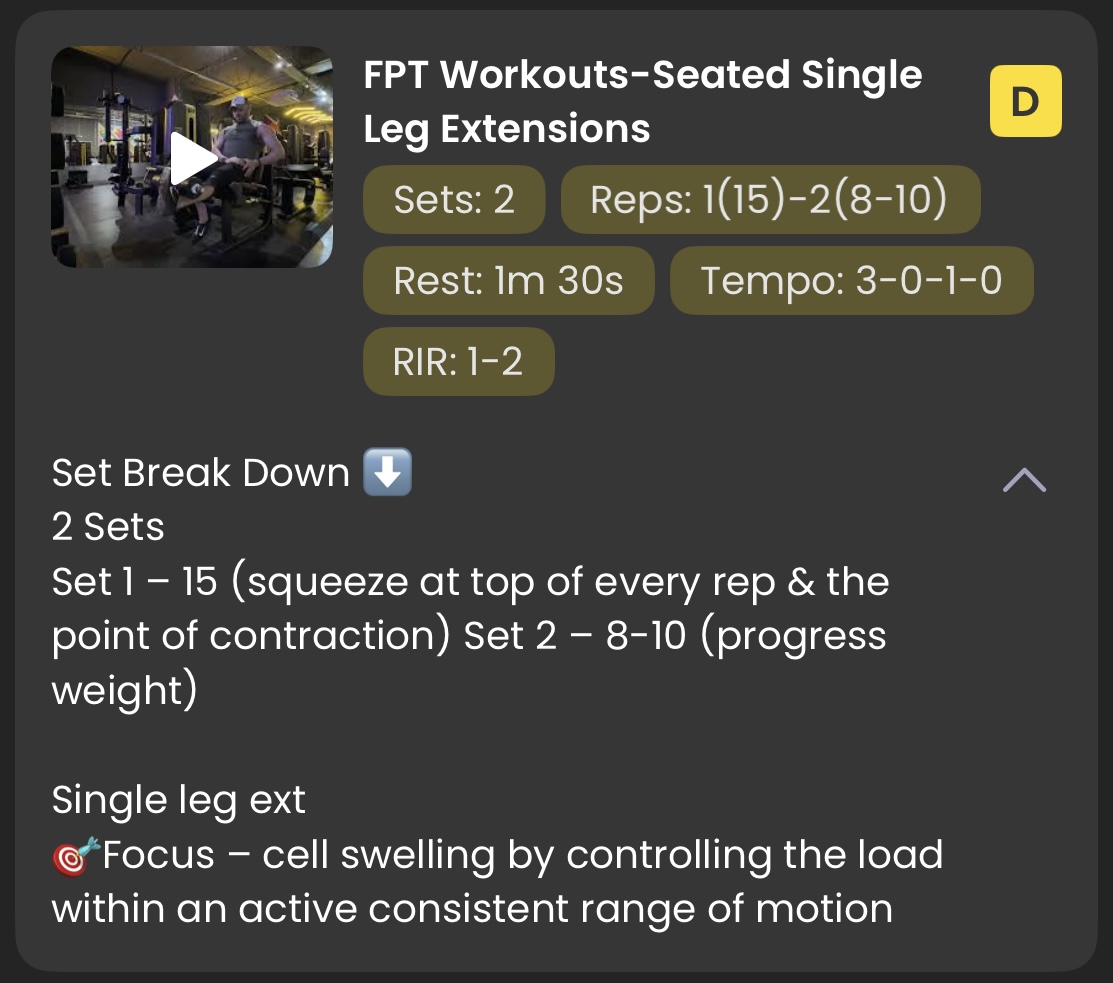 FPT Workouts-Seated Single
Leg Extensions
D
Sets: 2
Reps: 1(15)-2(8-10)
Rest: 1m 30s
Tempo: 3-0-1-0
RIR: 1-2
Set Break Down ⬇️
2 Sets
Set 1 – 15 (squeeze at top of every rep & the
point of contraction) Set 2 – 8-10 (progress
weight)
Single leg ext
🎯Focus – cell swelling by controlling the load
within an active consistent range of motion